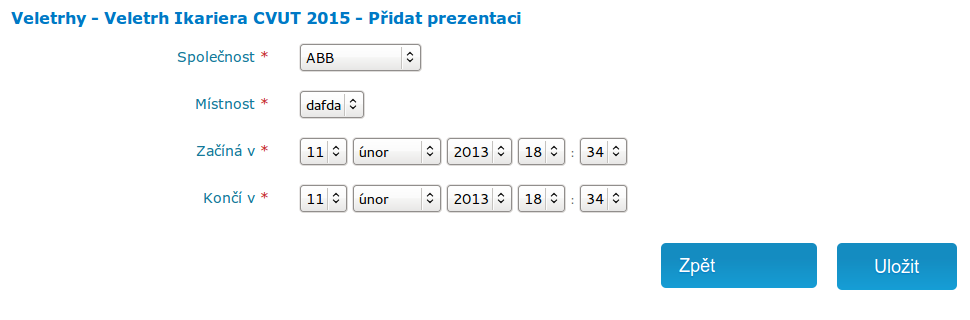 Veletrhy - Veletrh Ikariera CVUT 2015 - Přidat prezentaci
Společnost * ABB
Místnost * dafda
Začíná v * 11 únor 2013 18 : 34
Končí v * 11 únor 2013 18 : 34
Zpět Uložit